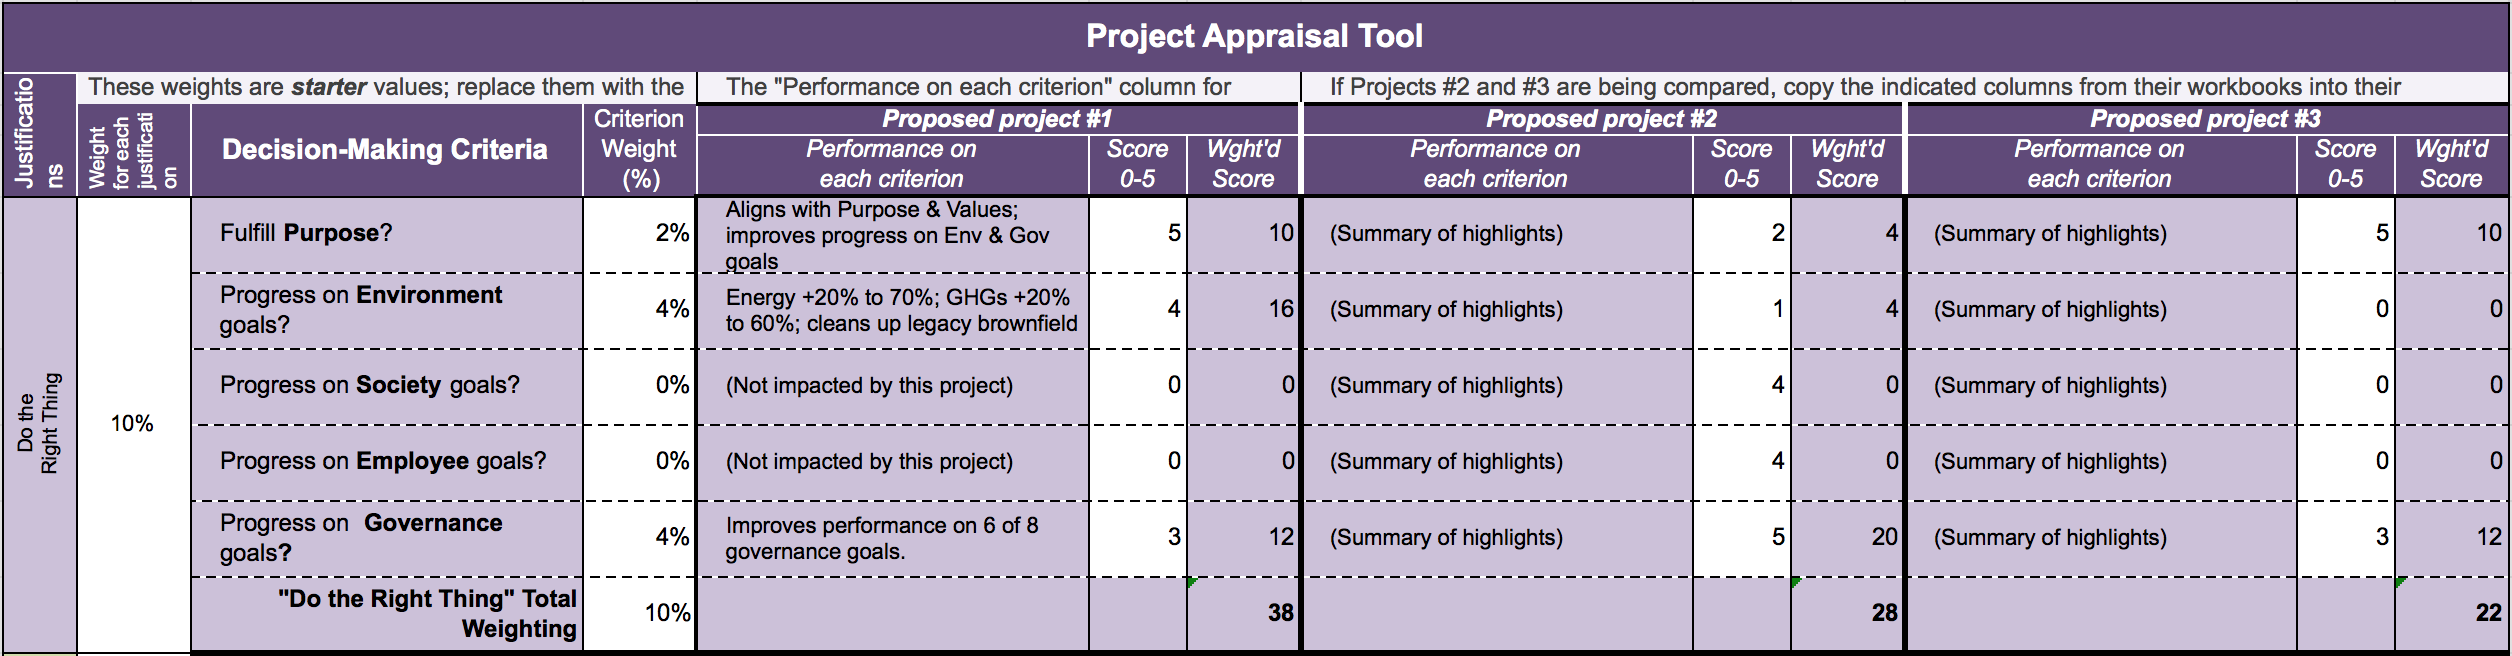 Project Appraisal Tool
These weights are starter values; replace them with the
The "Performance on each criterion" column for
If Projects #2 and #3 are being compared, copy the indicated columns from their workbooks into their
Justificatio
ns
Weight
for each
justificati
on
Decision-Making Criteria
Criterion
Weight
(%)
Proposed project #1
Performance on
each criterion
Score
0-5
Wght'd
Score
Proposed project #2
Performance on
each criterion
Score
0-5
Wght'd
Score
Proposed project #3
Performance on
each criterion
Score
0-5
Wght'd
Score
Do the
Right Thing
10%
Fulfill Purpose?
2%
Aligns with Purpose & Values;
improves progress on Env & Gov
goals
5
10
(Summary of highlights)
2
4
(Summary of highlights)
5
10
Progress on Environment
goals?
4%
Energy +20% to 70%; GHGs +20%
to 60%; cleans up legacy brownfield
4
16
(Summary of highlights)
1
4
(Summary of highlights)
0
0
Progress on Society goals?
0%
(Not impacted by this project)
0
0
(Summary of highlights)
4
0
(Summary of highlights)
0
0
Progress on Employee goals?
0%
(Not impacted by this project)
0
0
(Summary of highlights)
4
0
(Summary of highlights)
0
0
Progress on Governance
goals?
4%
Improves performance on 6 of 8
governance goals.
3
12
(Summary of highlights)
5
20
(Summary of highlights)
3
12
"Do the Right Thing" Total
Weighting
10%
38
28
22